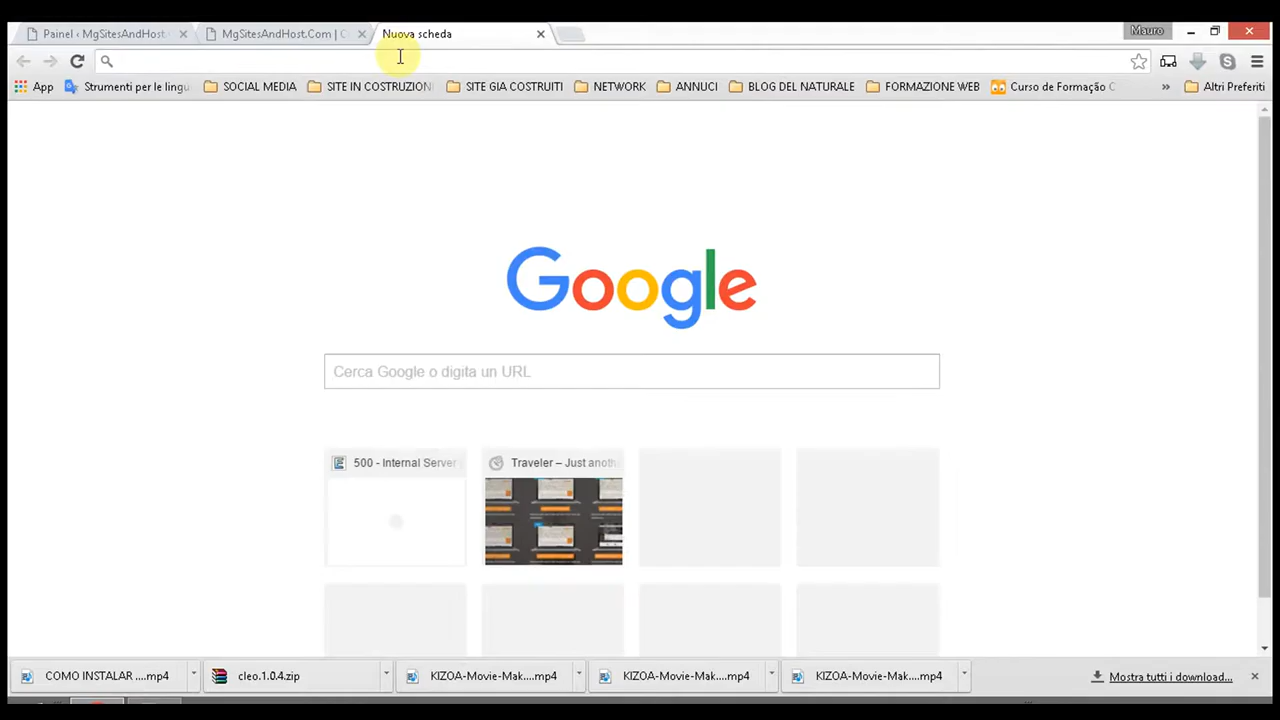 Painel ‹ MgSitesAndHost
MgSitesAndHost.Com | C
Nuova scheda
Mauro
App
Strumenti per le lingu
SOCIAL MEDIA
SITE IN COSTRUZION
SITE GIA COSTRUITI
NETWORK
ANNUCI
BLOG DEL NATURALE
FORMAZIONE WEB
Curso de Formação C
»
Altri Preferiti
Google
Cerca Google o digita un URL
500 - Internal Server
Traveler – Just anoth
COMO INSTALAR ....mp4
cleo.1.0.4.zip
KIZOA-Movie-Mak....mp4
KIZOA-Movie-Mak....mp4
KIZOA-Movie-Mak....mp4
Mostra tutti i download...